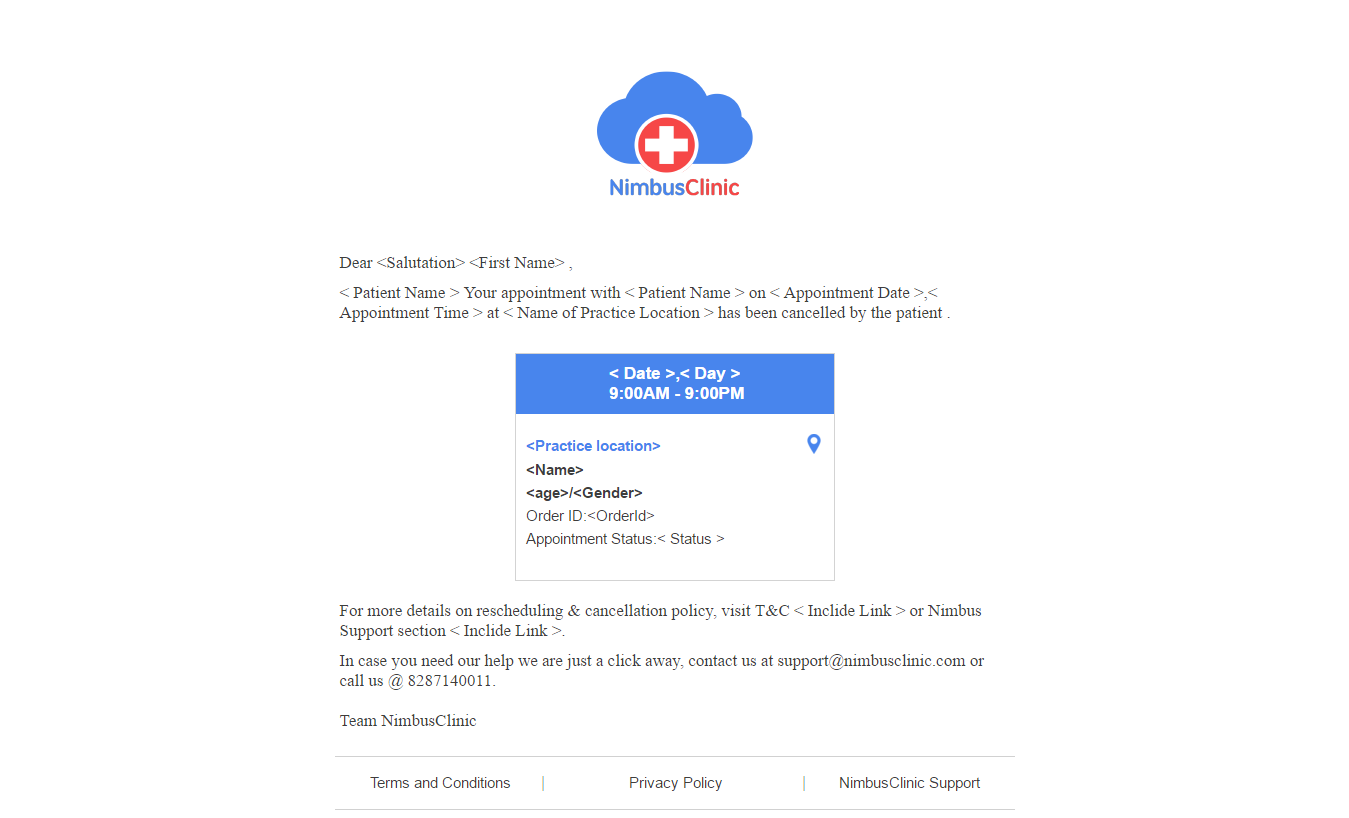 NimbusClinic
Dear <Salutation> <First Name> ,
< Patient Name > Your appointment with < Patient Name > on < Appointment Date >,<
Appointment Time > at < Name of Practice Location > has been cancelled by the patient .
< Date >,< Day >
9:00AM - 9:00PM
<Practice location>
<Name>
<age>/<Gender>
Order ID:<OrderId>
Appointment Status:< Status >
For more details on rescheduling & cancellation policy, visit T&C < Inclide Link > or Nimbus
Support section < Inclide Link >.
In case you need our help we are just a click away, contact us at support@nimbusclinic.com or
call us @ 8287140011.
Team NimbusClinic
Terms and Conditions | Privacy Policy | NimbusClinic Support